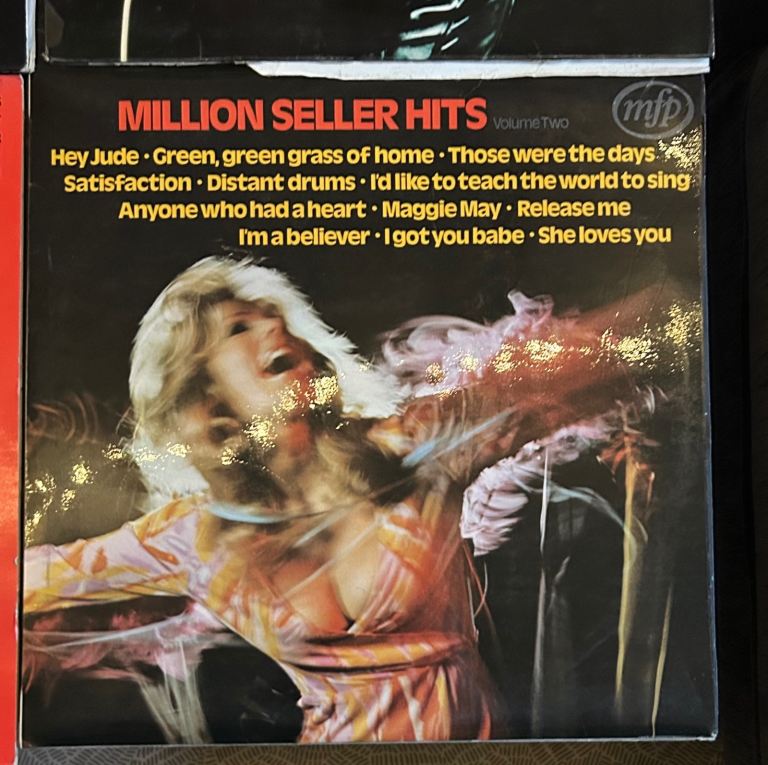 MILLION SELLER HITS Volume Two
mfp
Hey Jude • Green, green grass of home • Those were the days
Satisfaction • Distant drums • I'd like to teach the world to sing
Anyone who had a heart • Maggie May • Release me
I'm a believer • I got you babe • She loves you